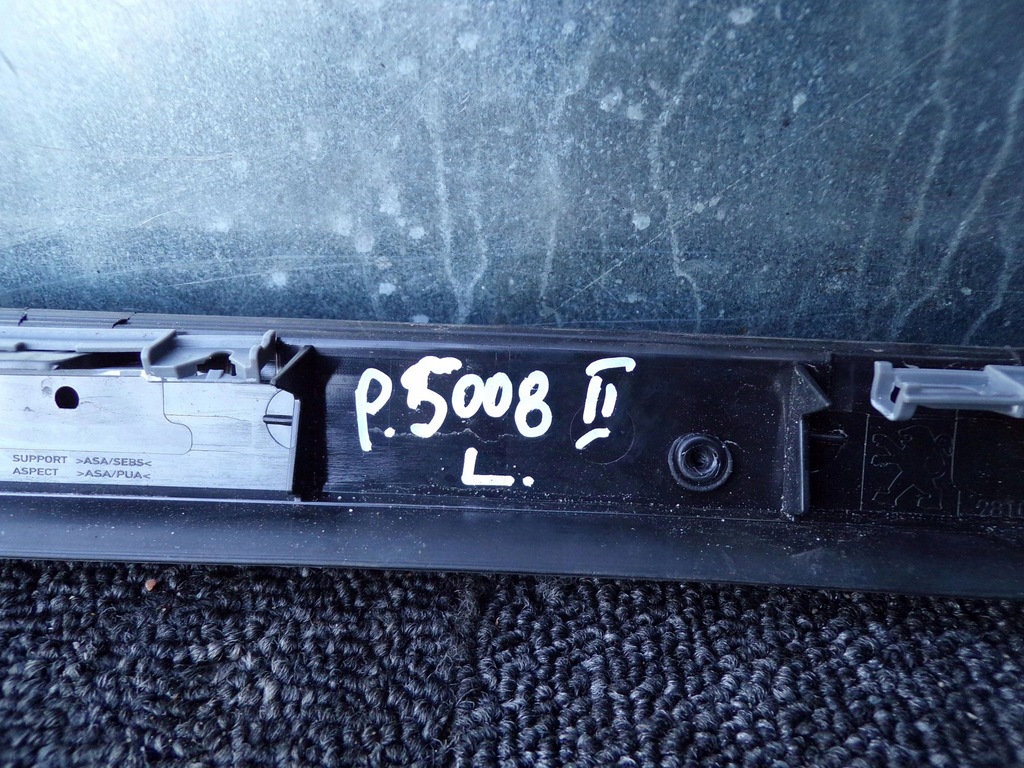 P.5008 II
L.
SUPPORT >ASA/SEBS<
ASPECT >ASA/PUA<